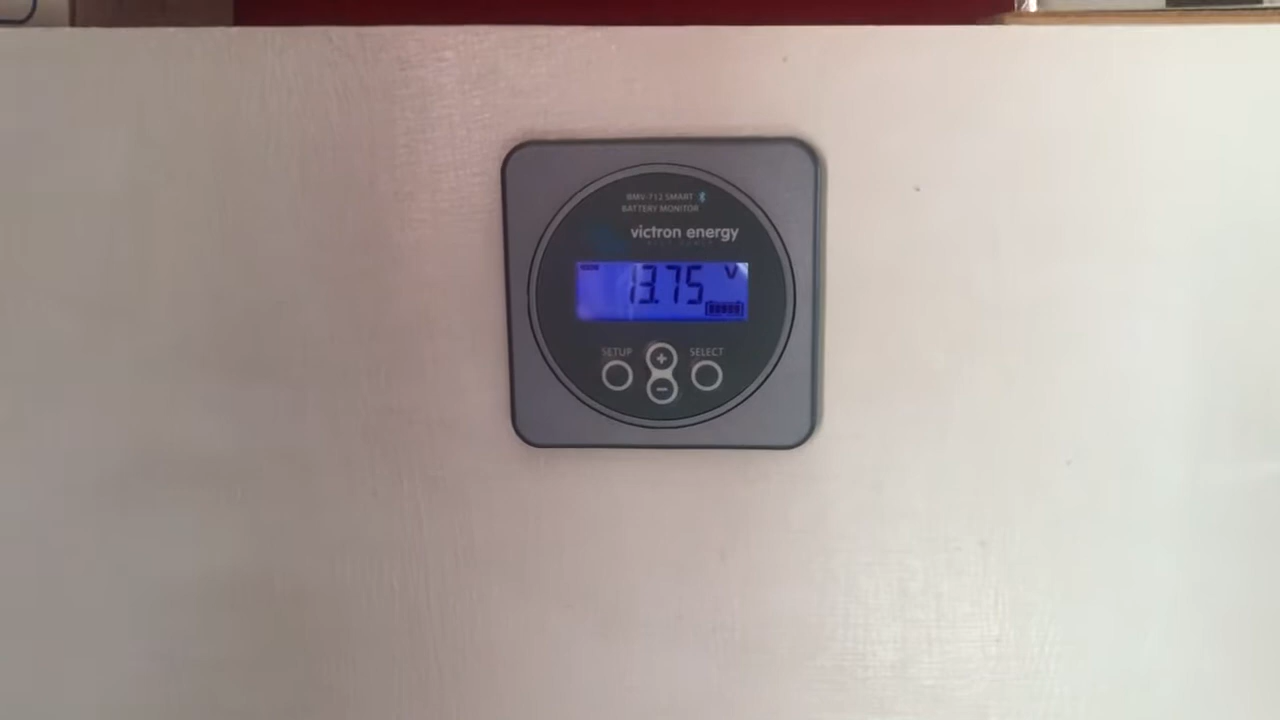 BMV-712 SMART
BATTERY MONITOR
victron energy
13.75 V
SETUP + SELECT
−